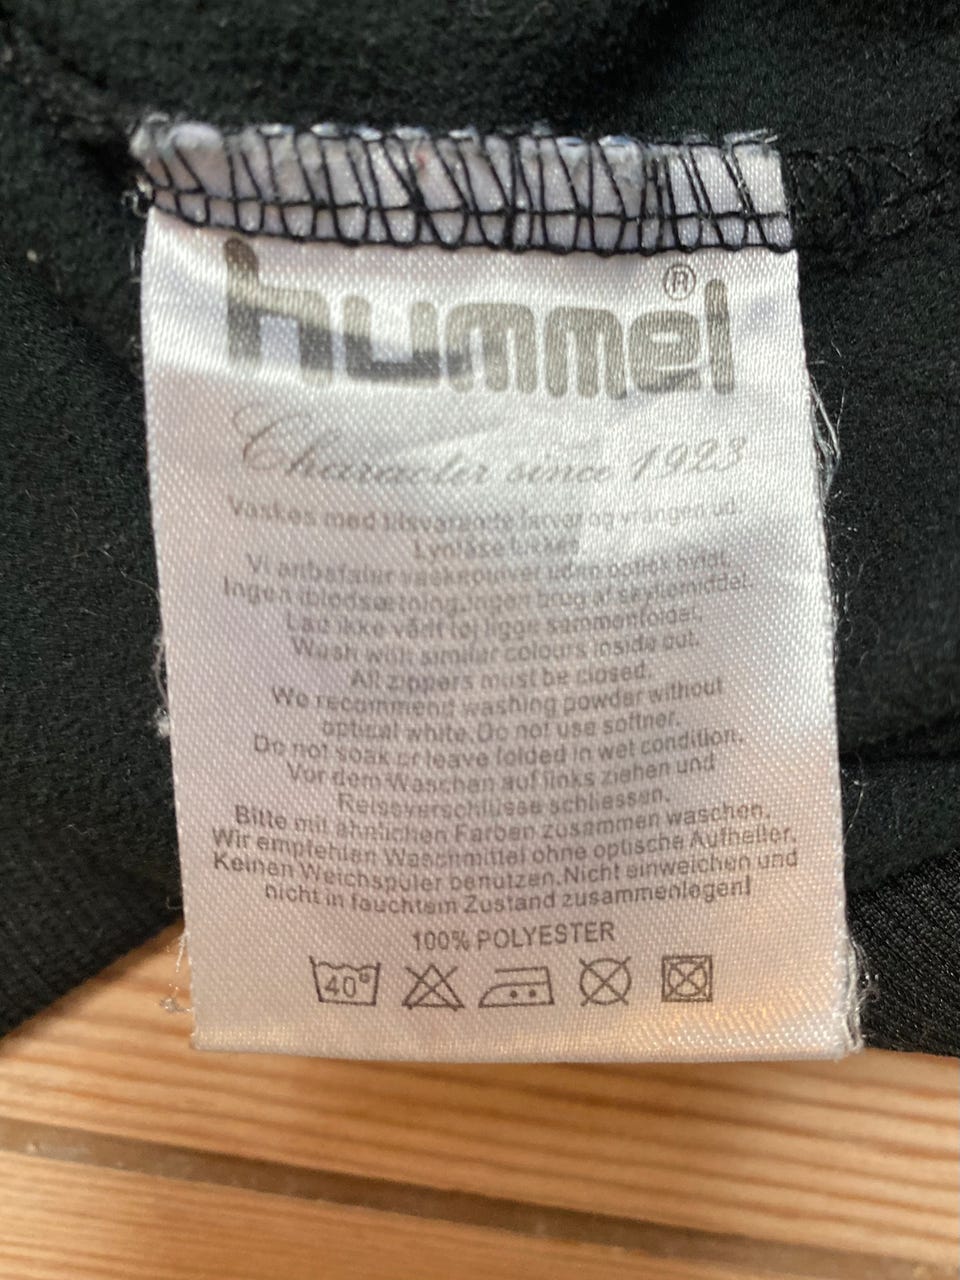 hummel®
Character since 1923
Vaskes med tilsvarende farver og vrangen ud.
Lynlåse lukkes
Vi anbefaler vaskepulver uden optisk hvidt.
Ingen iblødsætning. Ingen brug af skyllemiddel.
Lad ikke vådt tøj ligge sammenfoldet.
Wash with similar colours inside out.
All zippers must be closed.
We recommend washing powder without
optical white. Do not use softner.
Do not soak or leave folded in wet condition.
Vor dem Waschen auf links ziehen und
Reissverschlüsse schliessen.
Bitte mit ähnlichen Farben zusammen waschen.
Wir empfehlen Waschmittel ohne optische Aufheller.
Keinen Weichspüler benutzen. Nicht einweichen und
nicht in fauchtem Zustand zusammenlegen!
100% POLYESTER
40°